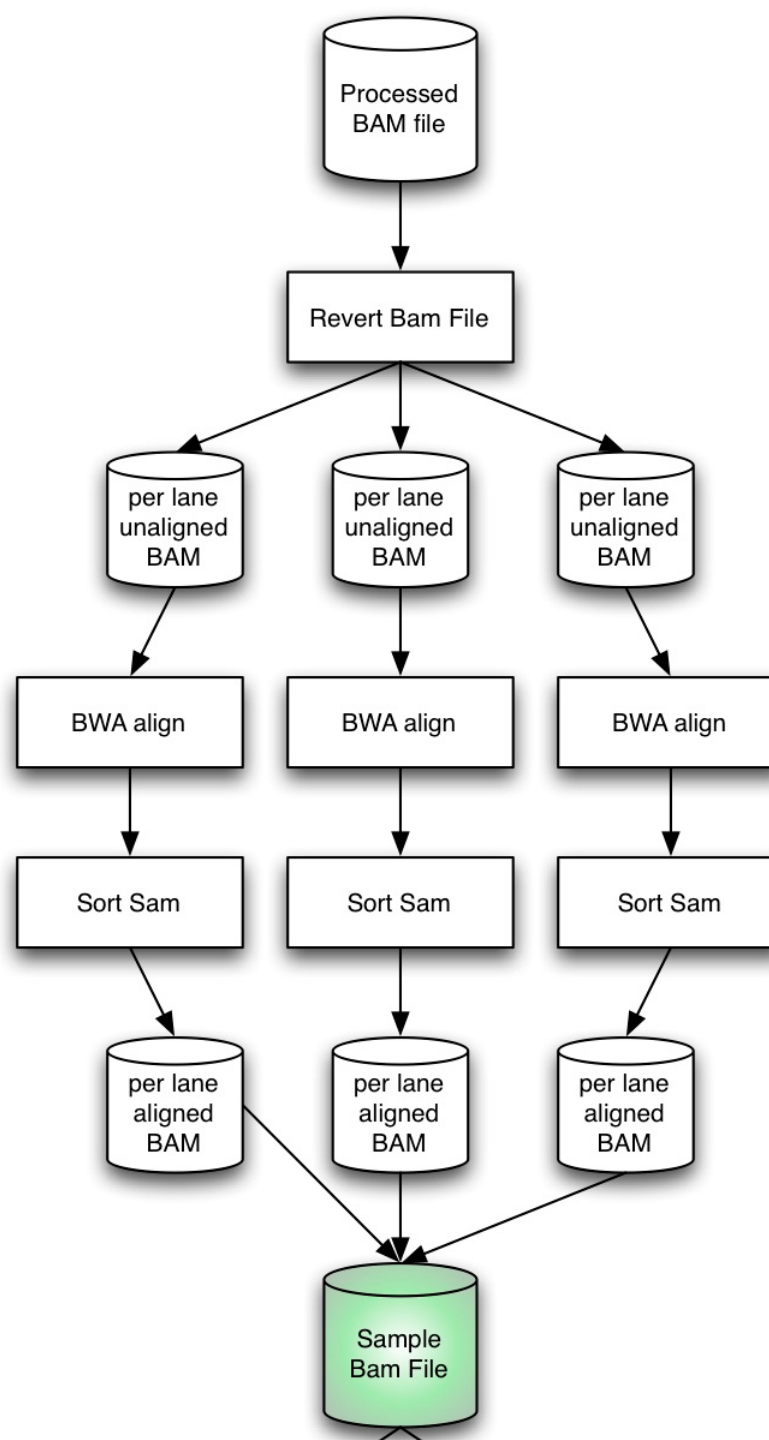 Processed
BAM file
Revert Bam File
per lane
unaligned
BAM
per lane
unaligned
BAM
per lane
unaligned
BAM
BWA align
BWA align
BWA align
Sort Sam
Sort Sam
Sort Sam
per lane
aligned
BAM
per lane
aligned
BAM
per lane
aligned
BAM
Sample
Bam File